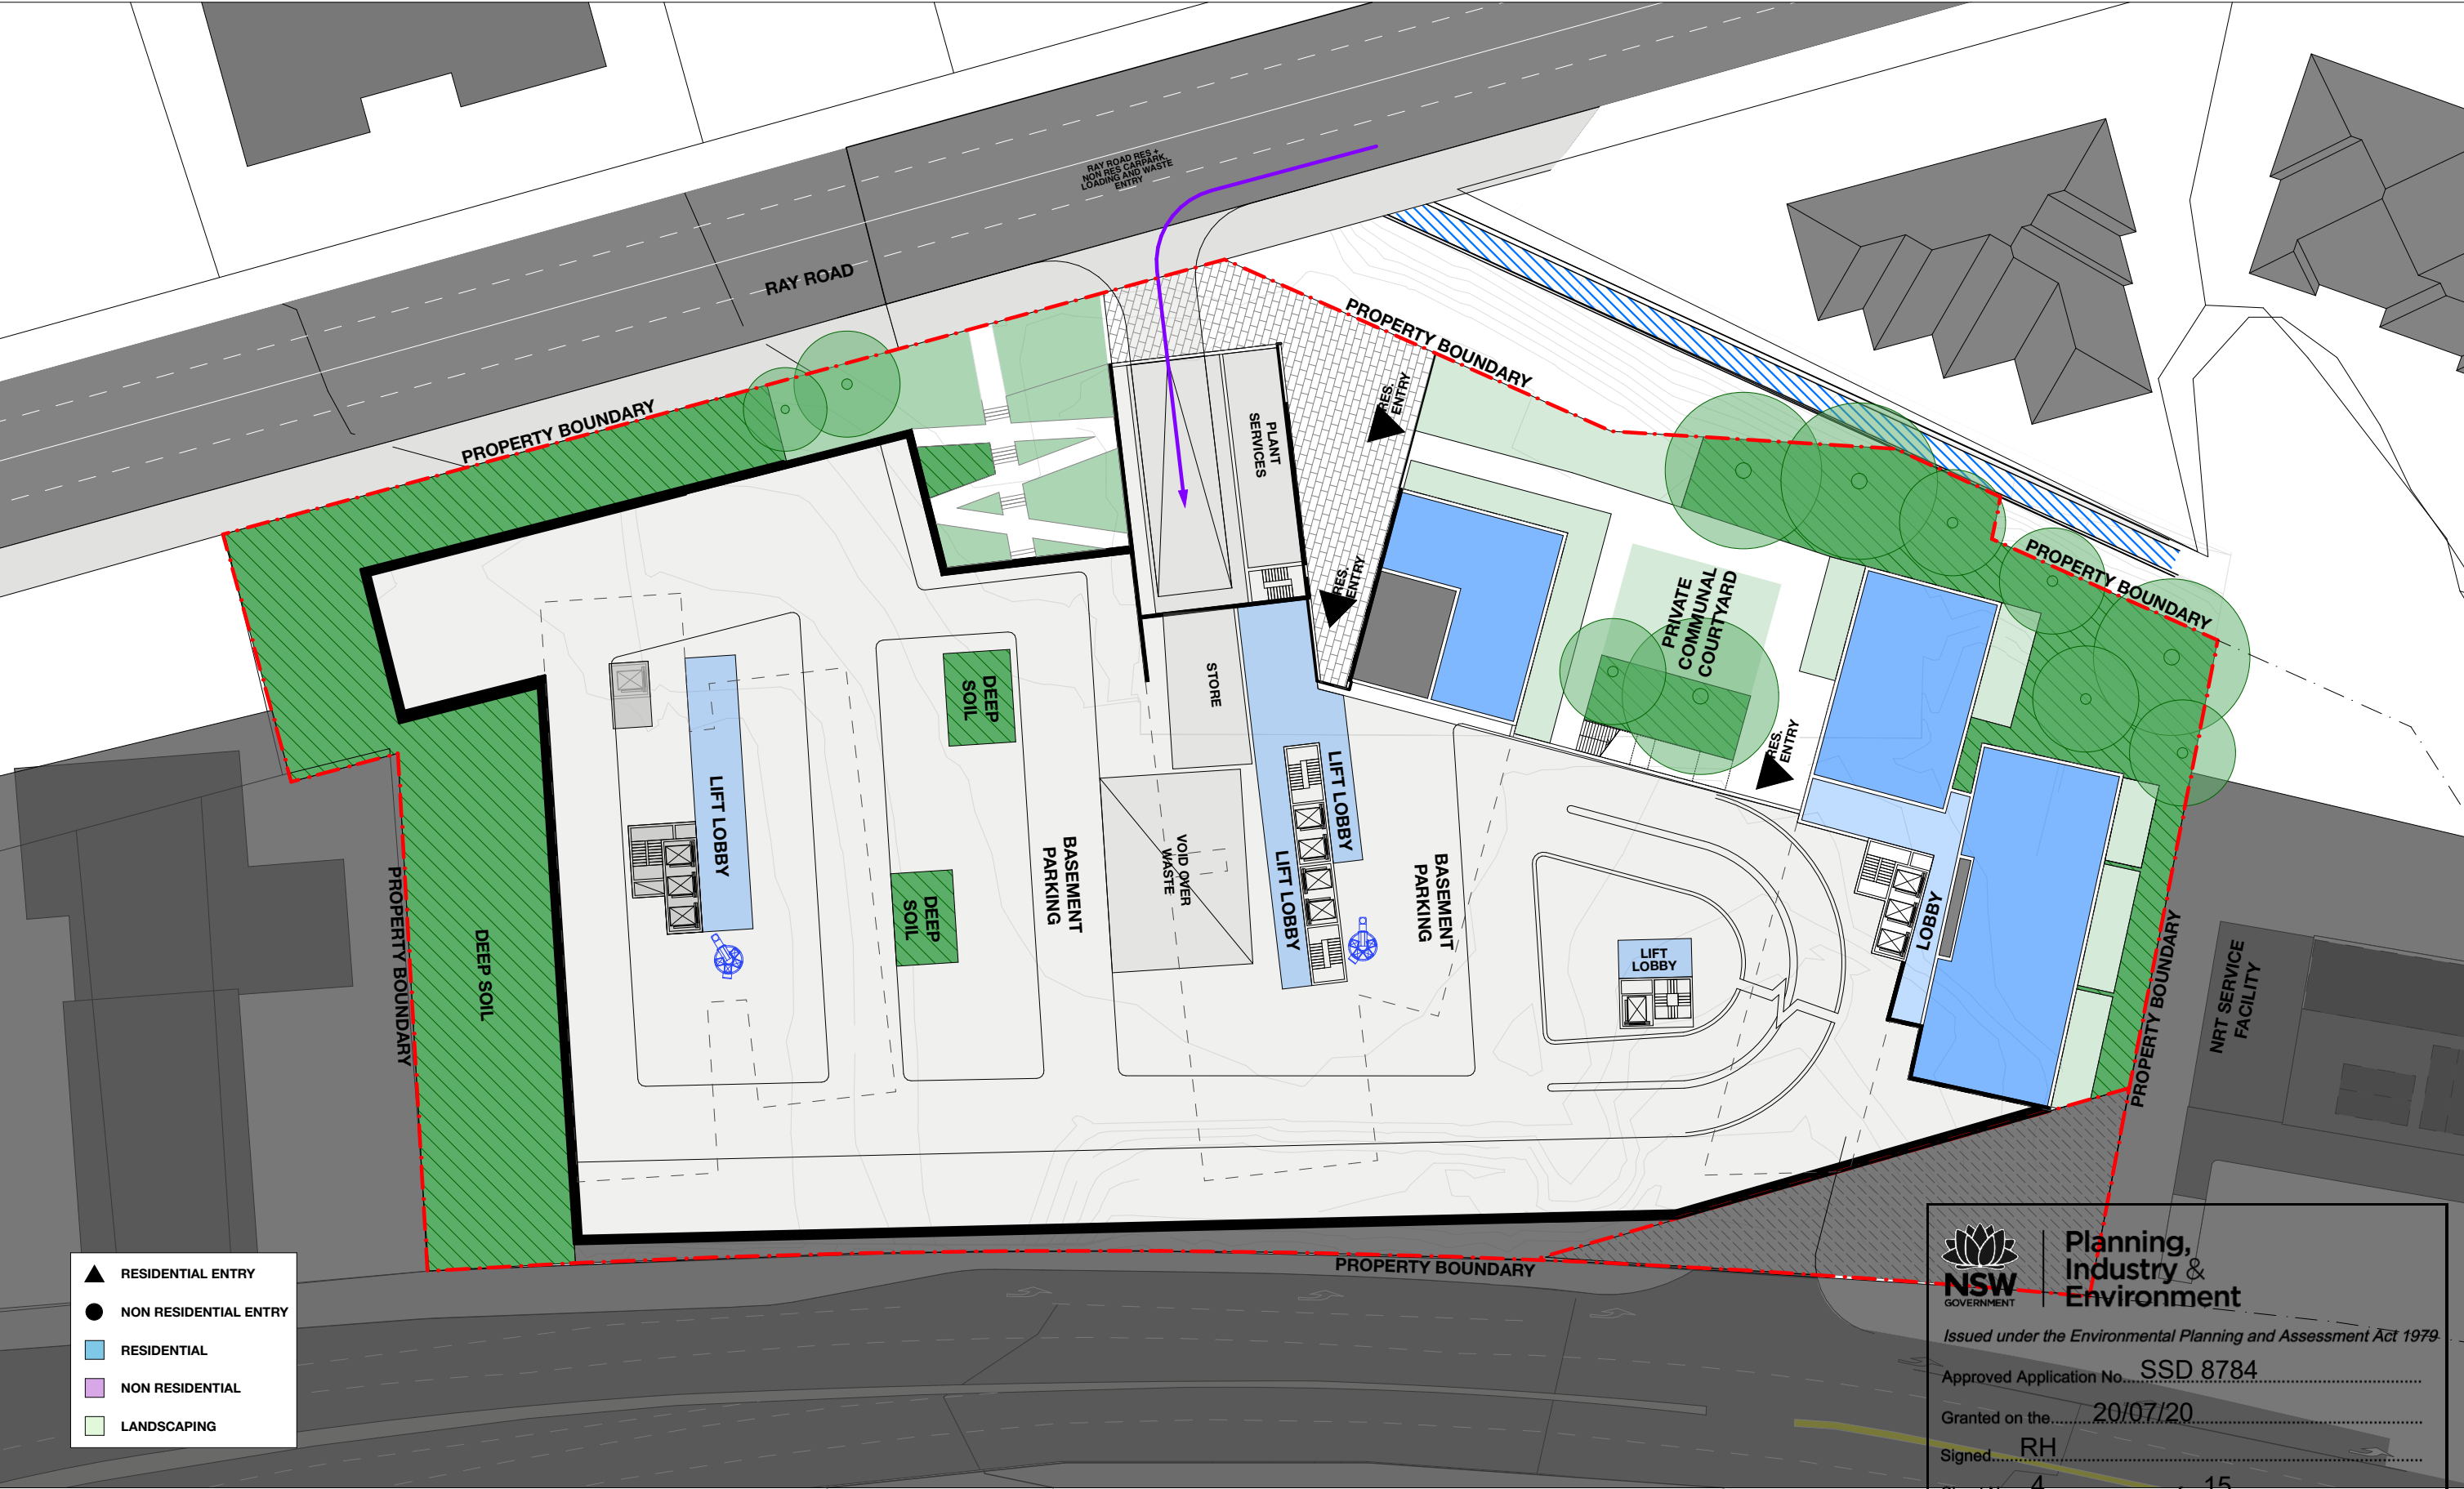 RAY ROAD RES +
NON RES CARPARK
LOADING AND WASTE
ENTRY
RAY ROAD
PROPERTY BOUNDARY
PROPERTY BOUNDARY
RES.
ENTRY
PLANT
SERVICES
RES.
ENTRY
PRIVATE
COMMUNAL
COURTYARD
PROPERTY BOUNDARY
DEEP
SOIL
STORE
RES.
ENTRY
LIFT LOBBY
LIFT LOBBY
BASEMENT
PARKING
VOID OVER
WASTE
LIFT LOBBY
BASEMENT
PARKING
DEEP
SOIL
LOBBY
LIFT
LOBBY
PROPERTY BOUNDARY
DEEP SOIL
PROPERTY BOUNDARY
NRT SERVICE
FACILITY
PROPERTY BOUNDARY
RESIDENTIAL ENTRY
NON RESIDENTIAL ENTRY
RESIDENTIAL
NON RESIDENTIAL
LANDSCAPING
NSW
GOVERNMENT
Planning,
Industry &
Environment
Issued under the Environmental Planning and Assessment Act 1979
Approved Application No. SSD 8784
Granted on the 20/07/20
Signed RH
4 15